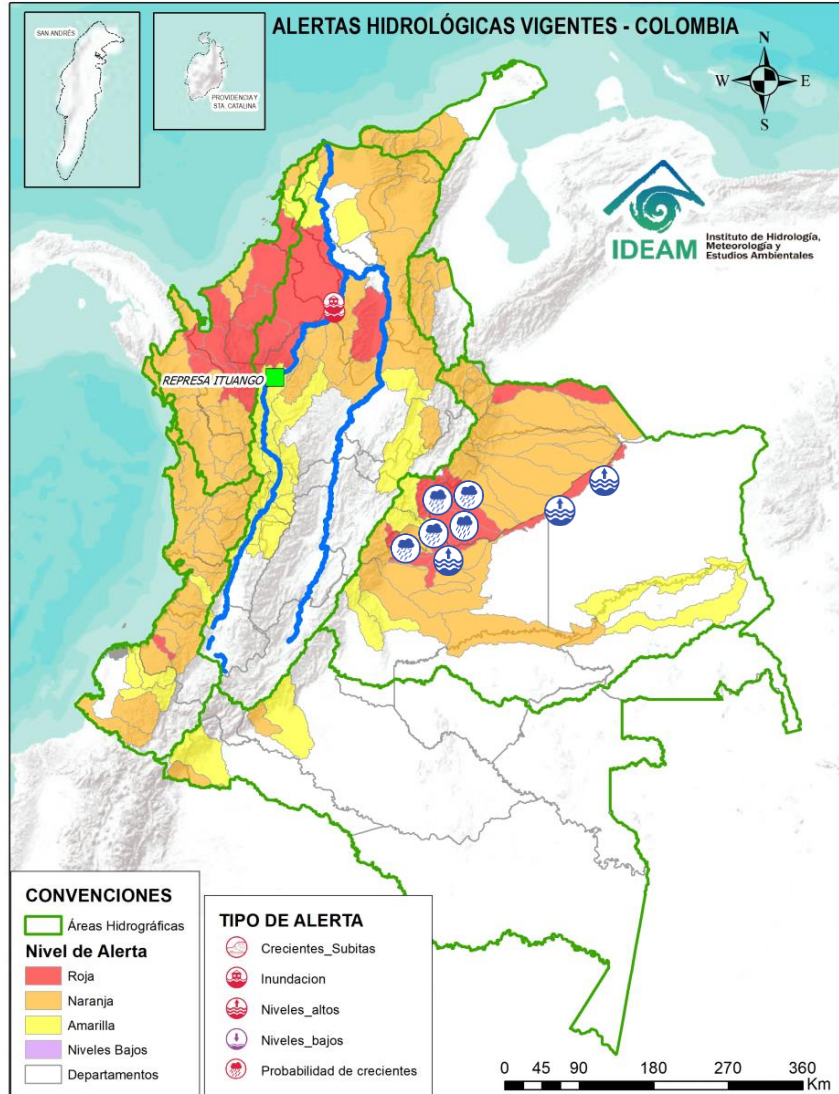 ALERTAS HIDROLÓGICAS VIGENTES - COLOMBIA
SAN ANDRÉS
PROVIDENCIA Y
STA. CATALINA
N
W
E
S
IDEAM
Instituto de Hidrología,
Meteorología y
Estudios Ambientales
REPRESA ITUANGO
CONVENCIONES
Áreas Hidrográficas
Nivel de Alerta
Roja
Naranja
Amarilla
Niveles Bajos
Departamentos
TIPO DE ALERTA
Crecientes_Subitas
Inundacion
Niveles_altos
Niveles_bajos
Probabilidad de crecientes
0 45 90 180 270 360
Km